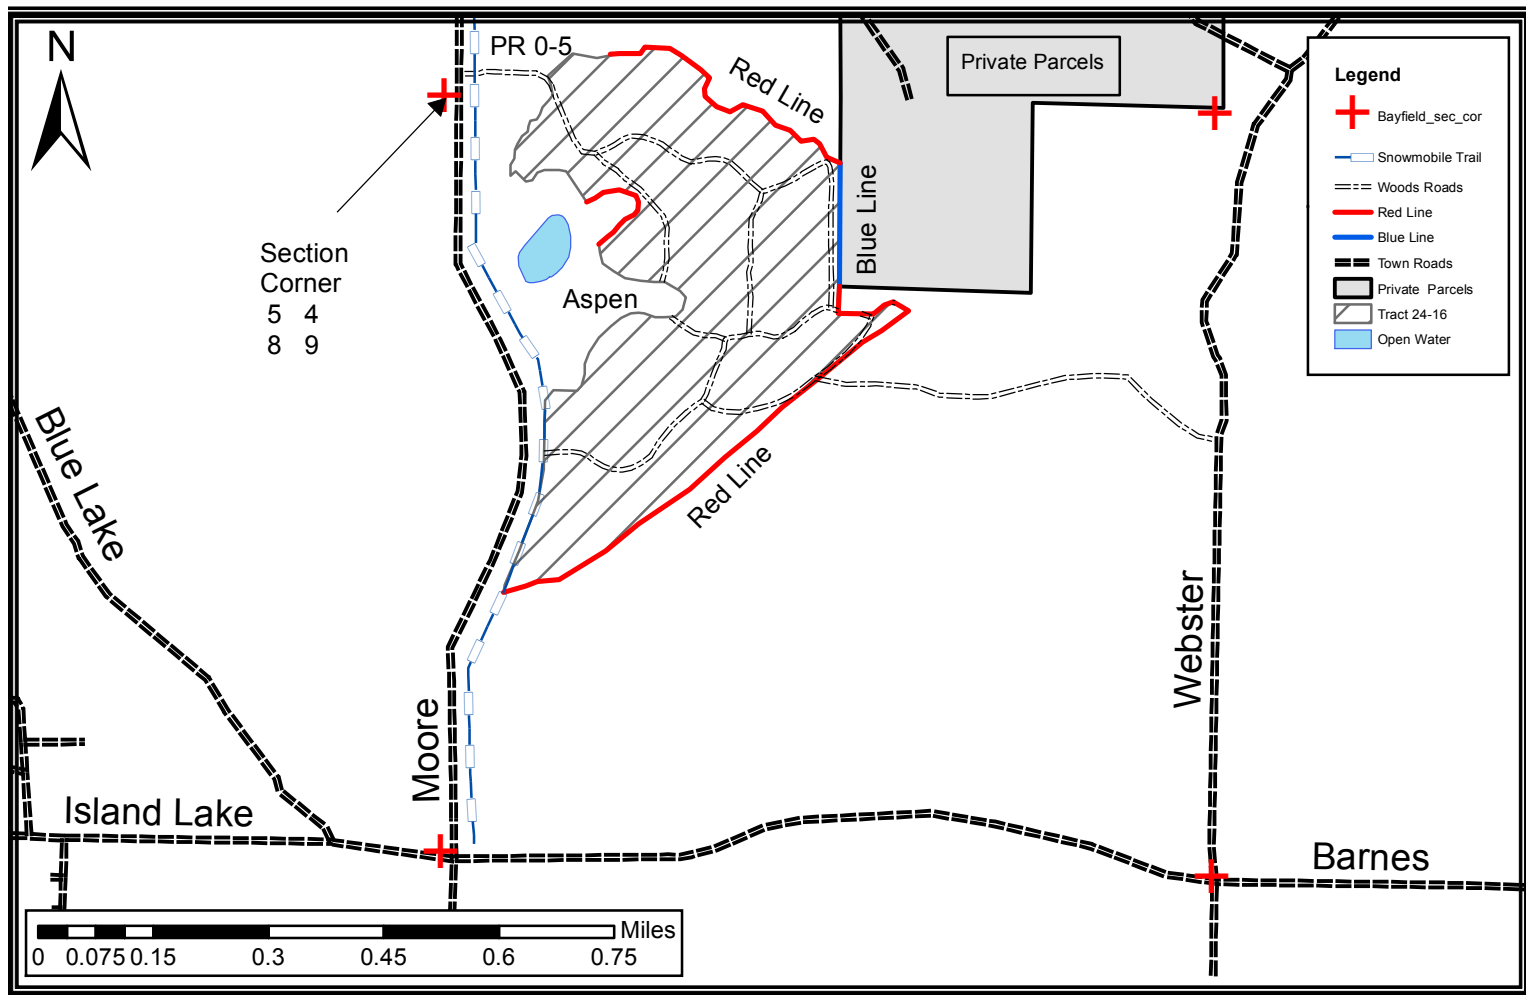 N
PR 0-5
Red Line
Private Parcels
Legend
Bayfield_sec_cor
Snowmobile Trail
Woods Roads
Red Line
Blue Line
Town Roads
Private Parcels
Tract 24-16
Open Water
Blue Line
Section
Corner
5 4
8 9
Aspen
Blue Lake
Red Line
Webster
Moore
Island Lake
Barnes
Miles
0 0.075 0.15 0.3 0.45 0.6 0.75